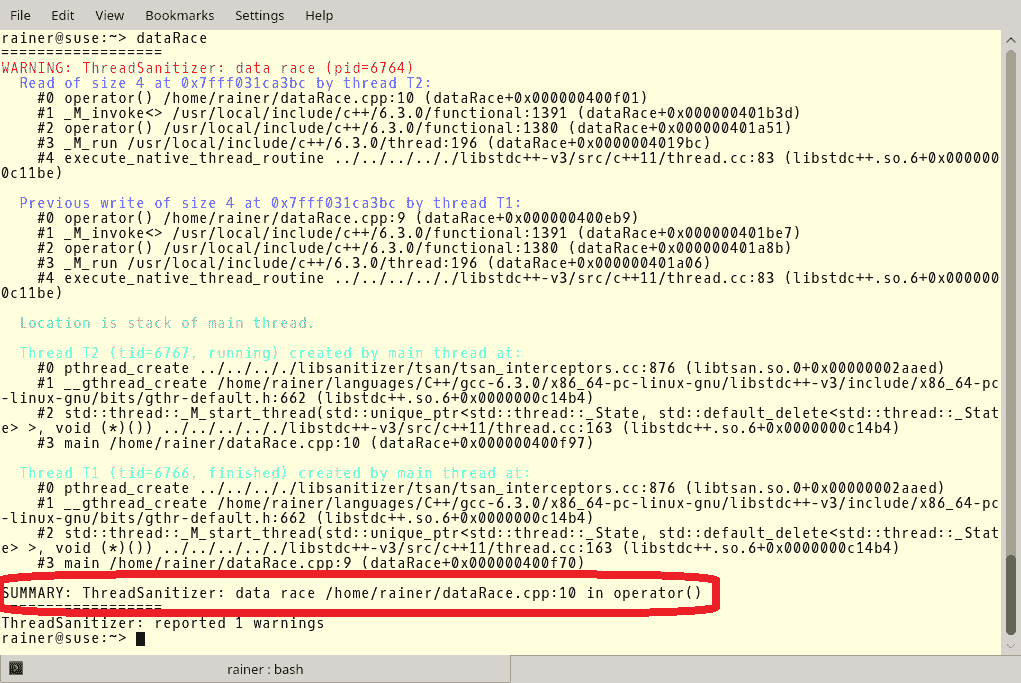 File Edit View Bookmarks Settings Help
rainer@suse:~> dataRace
==================
WARNING: ThreadSanitizer: data race (pid=6764)
  Read of size 4 at 0x7fff031ca3bc by thread T2:
    #0 operator() /home/rainer/dataRace.cpp:10 (dataRace+0x000000400f01)
    #1 _M_invoke<> /usr/local/include/c++/6.3.0/functional:1391 (dataRace+0x000000401b3d)
    #2 operator() /usr/local/include/c++/6.3.0/functional:1380 (dataRace+0x000000401a51)
    #3 _M_run /usr/local/include/c++/6.3.0/thread:196 (dataRace+0x0000004019bc)
    #4 execute_native_thread_routine ../../../.././libstdc++-v3/src/c++11/thread.cc:83 (libstdc++.so.6+0x000000
0c11be)
  Previous write of size 4 at 0x7fff031ca3bc by thread T1:
    #0 operator() /home/rainer/dataRace.cpp:9 (dataRace+0x000000400eb9)
    #1 _M_invoke<> /usr/local/include/c++/6.3.0/functional:1391 (dataRace+0x000000401be7)
    #2 operator() /usr/local/include/c++/6.3.0/functional:1380 (dataRace+0x000000401a8b)
    #3 _M_run /usr/local/include/c++/6.3.0/thread:196 (dataRace+0x000000401a06)
    #4 execute_native_thread_routine ../../../.././libstdc++-v3/src/c++11/thread.cc:83 (libstdc++.so.6+0x000000
0c11be)
  Location is stack of main thread.
  Thread T2 (tid=6767, running) created by main thread at:
    #0 pthread_create ../../.././libsanitizer/tsan/tsan_interceptors.cc:876 (libtsan.so.0+0x00000002aaed)
    #1 __gthread_create /home/rainer/languages/C++/gcc-6.3.0/x86_64-pc-linux-gnu/libstdc++-v3/include/x86_64-pc
-linux-gnu/bits/gthr-default.h:662 (libstdc++.so.6+0x0000000c14b4)
    #2 std::thread::_M_start_thread(std::unique_ptr<std::thread::_State, std::default_delete<std::thread::_Stat
e> >, void (*)()) ../../../.././libstdc++-v3/src/c++11/thread.cc:163 (libstdc++.so.6+0x0000000c14b4)
    #3 main /home/rainer/dataRace.cpp:10 (dataRace+0x000000400f97)
  Thread T1 (tid=6766, finished) created by main thread at:
    #0 pthread_create ../../.././libsanitizer/tsan/tsan_interceptors.cc:876 (libtsan.so.0+0x00000002aaed)
    #1 __gthread_create /home/rainer/languages/C++/gcc-6.3.0/x86_64-pc-linux-gnu/libstdc++-v3/include/x86_64-pc
-linux-gnu/bits/gthr-default.h:662 (libstdc++.so.6+0x0000000c14b4)
    #2 std::thread::_M_start_thread(std::unique_ptr<std::thread::_State, std::default_delete<std::thread::_Stat
e> >, void (*)()) ../../../.././libstdc++-v3/src/c++11/thread.cc:163 (libstdc++.so.6+0x0000000c14b4)
    #3 main /home/rainer/dataRace.cpp:9 (dataRace+0x000000400f70)
SUMMARY: ThreadSanitizer: data race /home/rainer/dataRace.cpp:10 in operator()
==================
ThreadSanitizer: reported 1 warnings
rainer@suse:~>
rainer : bash